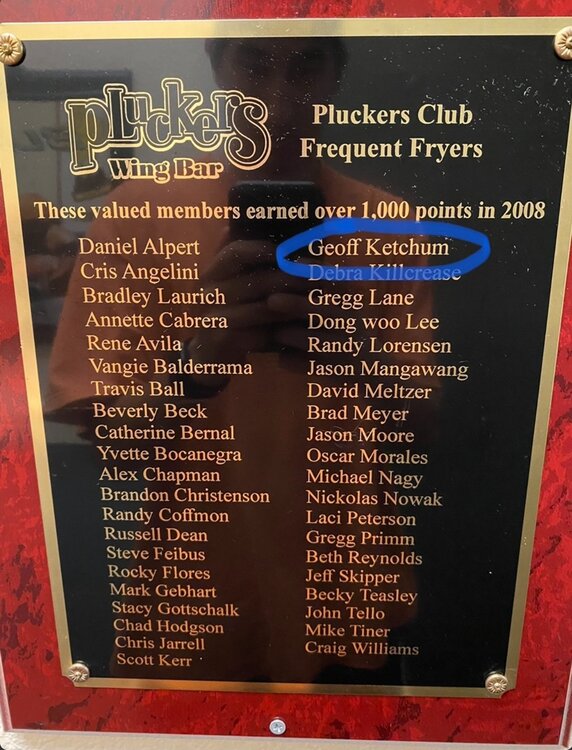 Pluckers
Wing Bar
Pluckers Club
Frequent Fryers
These valued members earned over 1,000 points in 2008
Daniel Alpert
Cris Angelini
Bradley Laurich
Annette Cabrera
Rene Avila
Vangie Balderrama
Travis Ball
Beverly Beck
Catherine Bernal
Yvette Bocanegra
Alex Chapman
Brandon Christenson
Randy Coffmon
Russell Dean
Steve Feibus
Rocky Flores
Mark Gebhart
Stacy Gottschalk
Chad Hodgson
Chris Jarrell
Scott Kerr
Geoff Ketchum
Debra Killcrease
Gregg Lane
Dong woo Lee
Randy Lorensen
Jason Mangawang
David Meltzer
Brad Meyer
Jason Moore
Oscar Morales
Michael Nagy
Nickolas Nowak
Laci Peterson
Gregg Primm
Beth Reynolds
Jeff Skipper
Becky Teasley
John Tello
Mike Tiner
Craig Williams